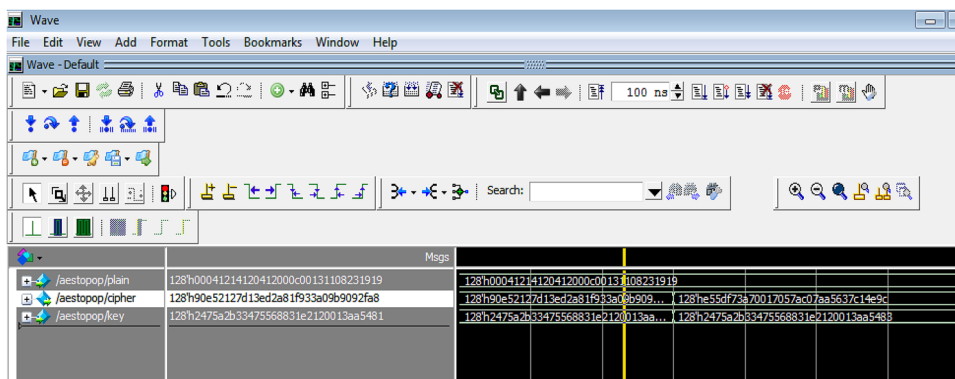 Wave
File Edit View Add Format Tools Bookmarks Window Help
Wave - Default
100 ns
Search:
Msgs
/aestopop/plain 128'h00041214120412000c00131108231919 128'h00041214120412000c00131108231919
/aestopop/cipher 128'h90e52127d13ed2a81f933a09b9092fa8 128'h90e52127d13ed2a81f933a09b909... 128'he55df73a70017057ac07aa5637c14e9c
/aestopop/key 128'h2475a2b33475568831e2120013aa5481 128'h2475a2b33475568831e2120013aa... 128'h2475a2b33475568831e2120013aa5483